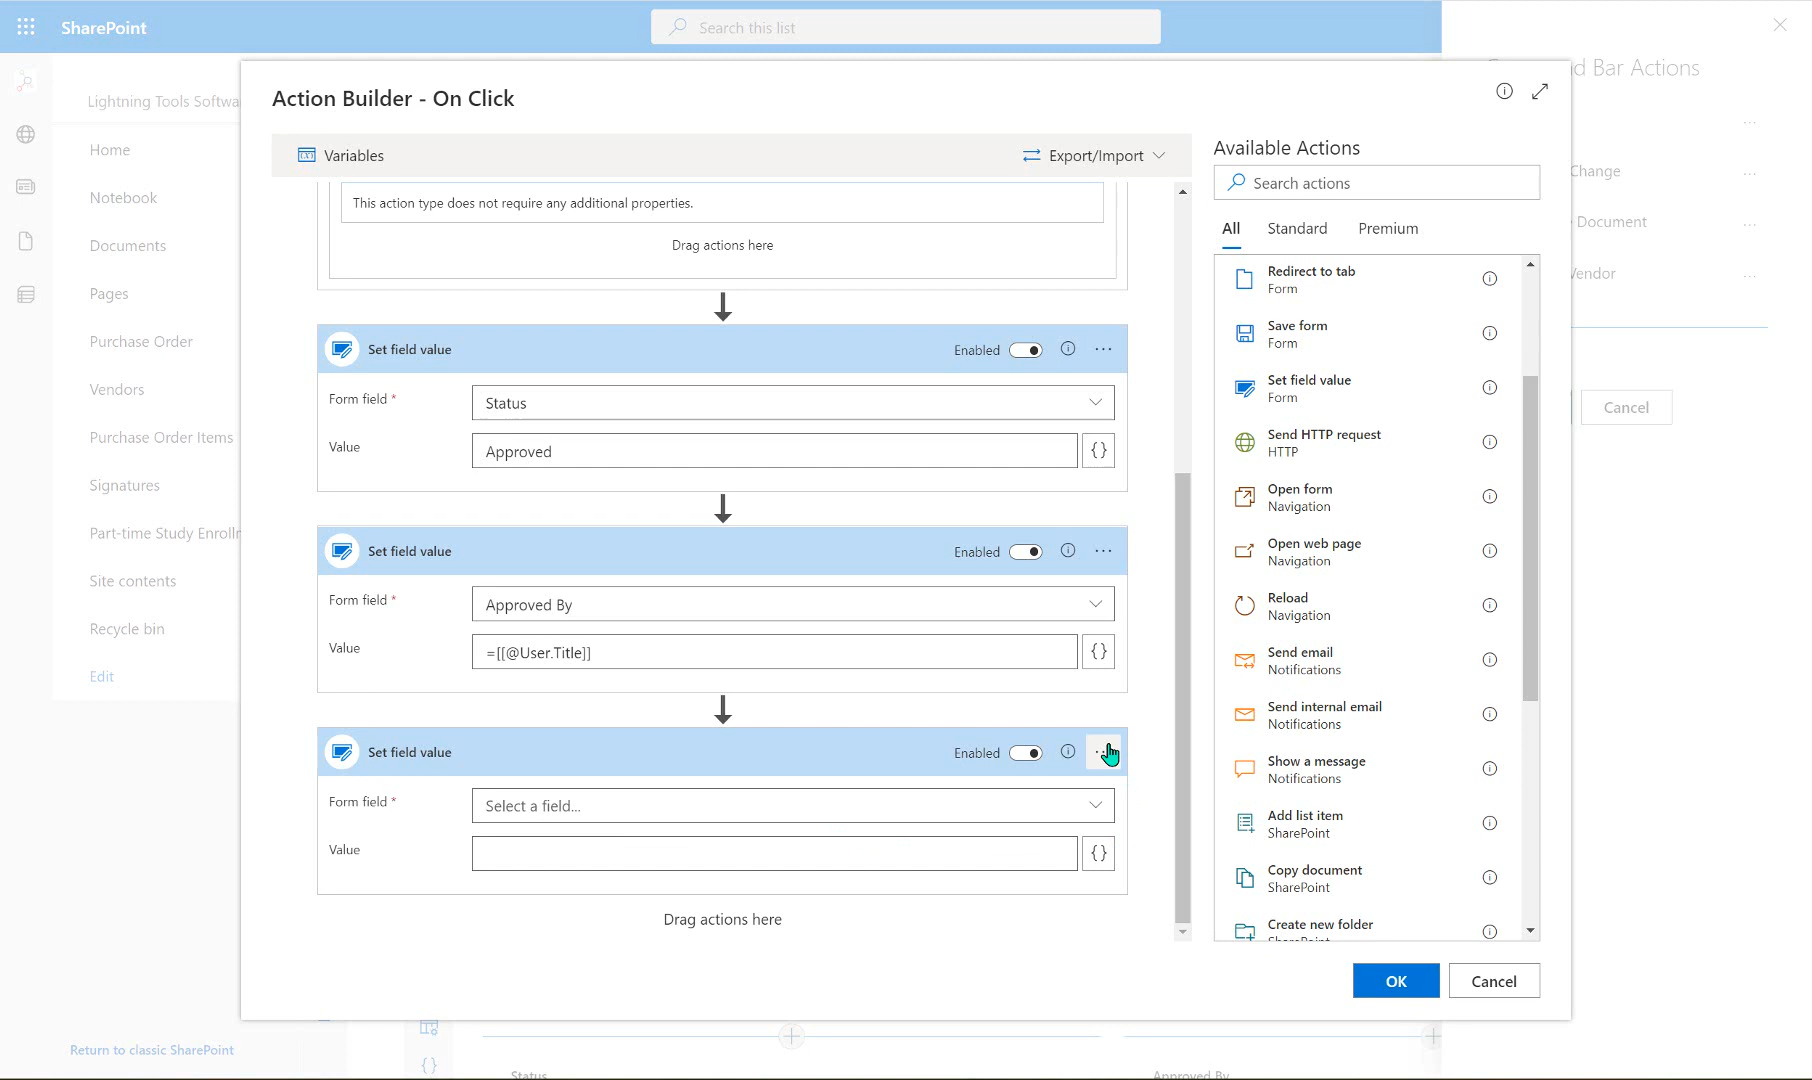 SharePoint
Search this list
d Bar Actions
Lightning Tools Softwa
Home
Notebook
Documents
Pages
Purchase Order
Vendors
Purchase Order Items
Signatures
Part-time Study Enrolln
Site contents
Recycle bin
Edit
Return to classic SharePoint
Action Builder - On Click
Variables
Export/Import
This action type does not require any additional properties.
Drag actions here
Set field value
Enabled
...
Form field *
Status
Value
Approved
{}
Set field value
Enabled
...
Form field *
Approved By
Value
=[[@User.Title]]
{}
Set field value
Enabled
Form field *
Select a field...
Value
{}
Drag actions here
Available Actions
Search actions
All
Standard
Premium
Redirect to tab
Form
Save form
Form
Set field value
Form
Send HTTP request
HTTP
Open form
Navigation
Open web page
Navigation
Reload
Navigation
Send email
Notifications
Send internal email
Notifications
Show a message
Notifications
Add list item
SharePoint
Copy document
SharePoint
Create new folder
SharePoint
OK
Cancel
...
Change
...
Document
...
Vendor
...
Cancel
{}
Status
Approved By